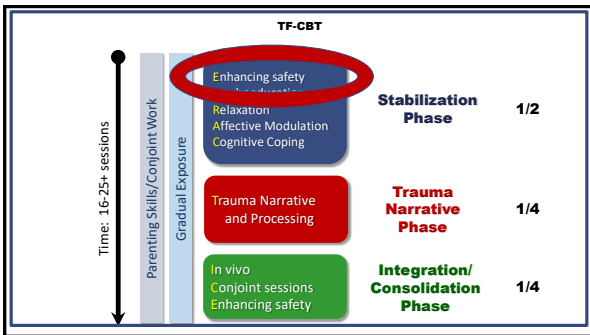 TF-CBT
Time: 16-25+ sessions
Parenting Skills/Conjoint Work
Gradual Exposure
Enhancing safety
Relaxation
Affective Modulation
Cognitive Coping
Stabilization
Phase
1/2
Trauma Narrative
and Processing
Trauma
Narrative
Phase
1/4
In vivo
Conjoint sessions
Enhancing safety
Integration/
Consolidation
Phase
1/4